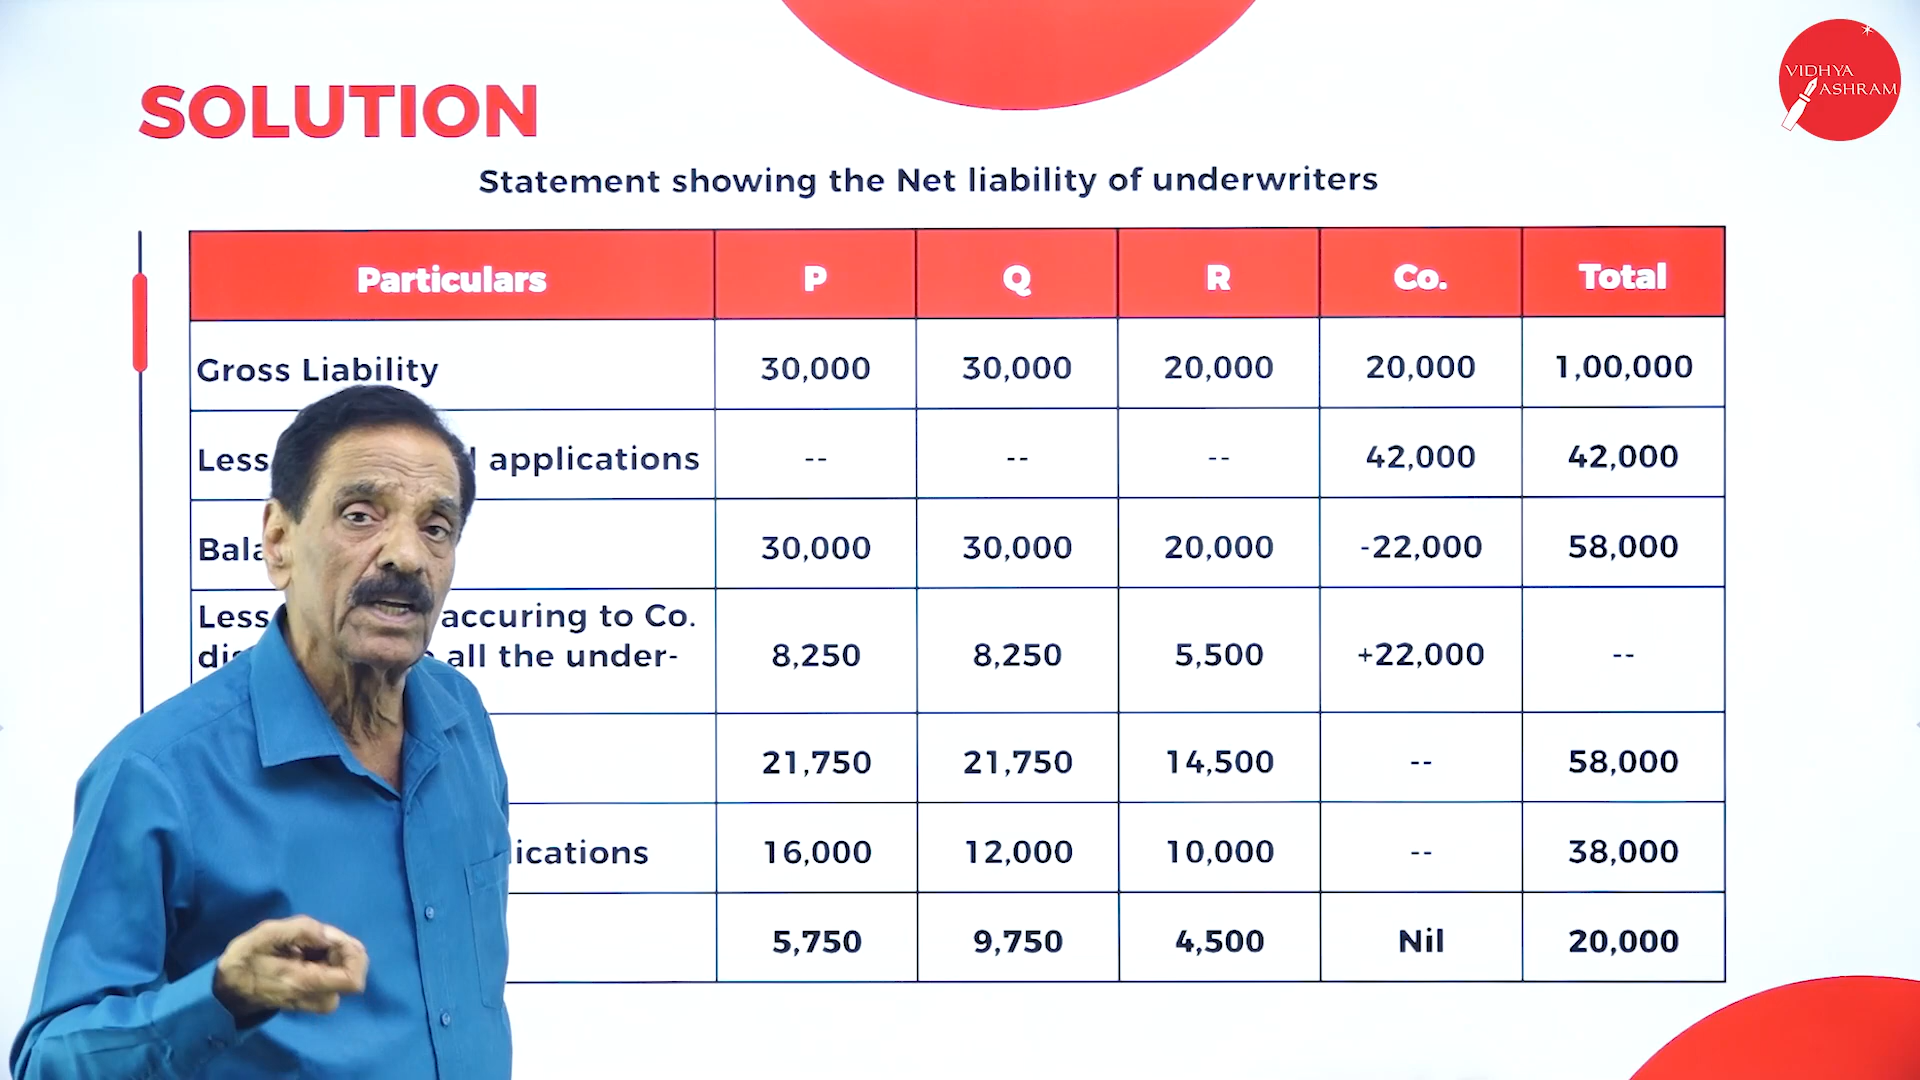 VIDHYA
ASHRAM
SOLUTION
Statement showing the Net liability of underwriters
Particulars P Q R Co. Total
Gross Liability 30,000 30,000 20,000 20,000 1,00,000
Less applications -- -- -- 42,000 42,000
30,000 30,000 20,000 -22,000 58,000
Less accuring to Co.
all the under- 8,250 8,250 5,500 +22,000 --
21,750 21,750 14,500 -- 58,000
16,000 12,000 10,000 -- 38,000
5,750 9,750 4,500 Nil 20,000